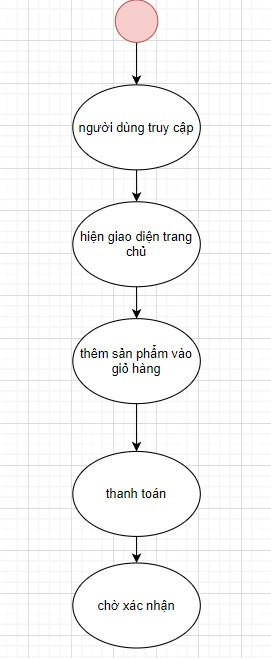 người dùng truy cập
hiện giao diện trang
chủ
thêm sản phẩm vào
giỏ hàng
thanh toán
chờ xác nhận